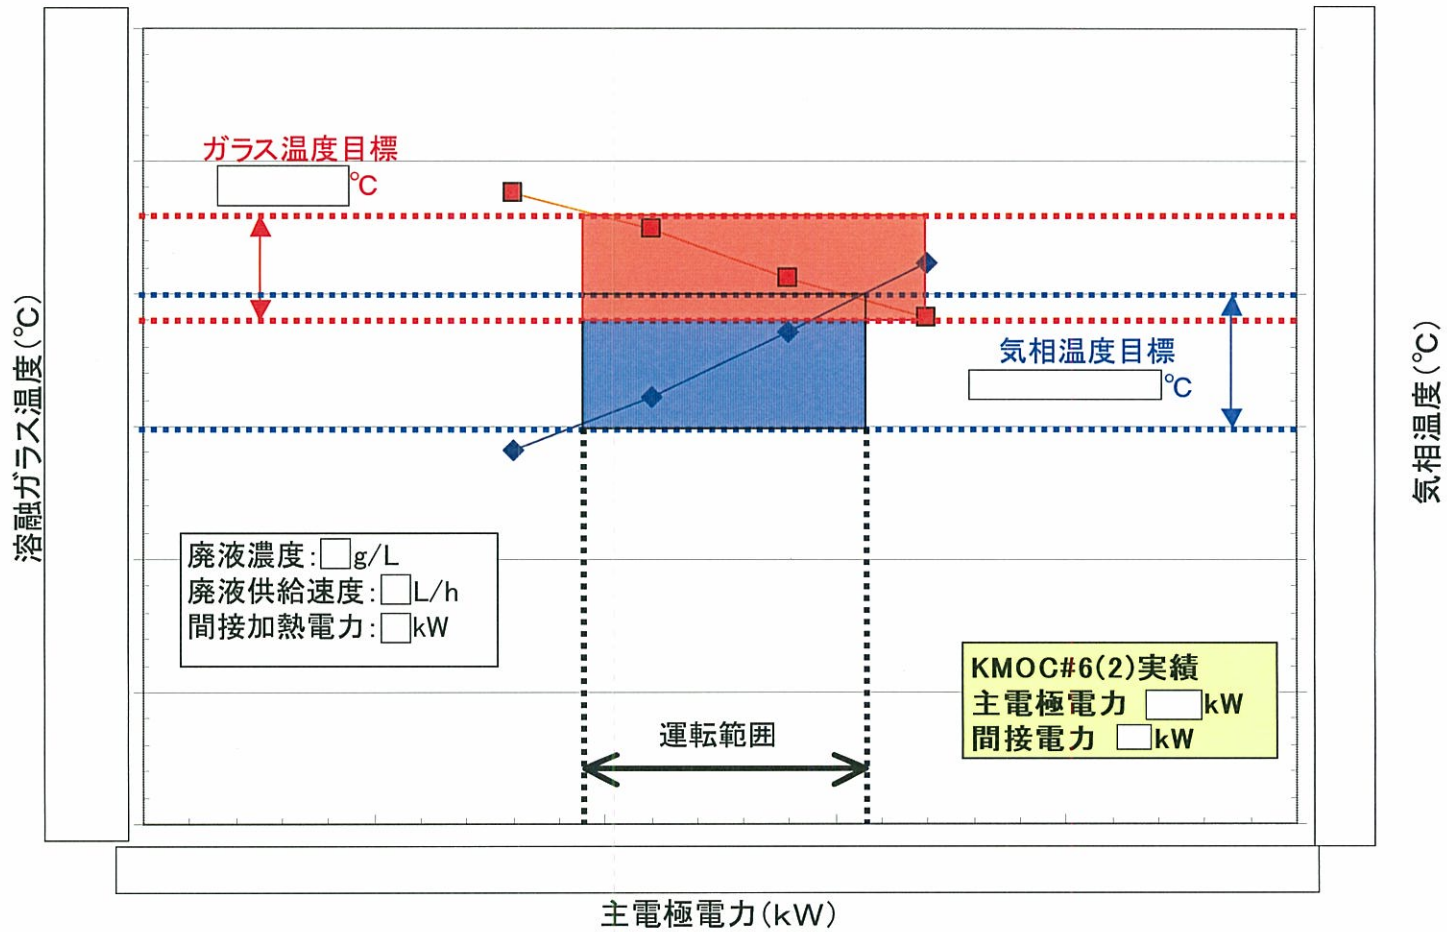 ガラス温度目標
℃
溶融ガラス温度(℃)
気相温度目標
℃
気相温度(℃)
廃液濃度:g/L
廃液供給速度:L/h
間接加熱電力:kW
KMOC#6(2)実績
主電極電力 kW
間接電力 kW
運転範囲
主電極電力(kW)